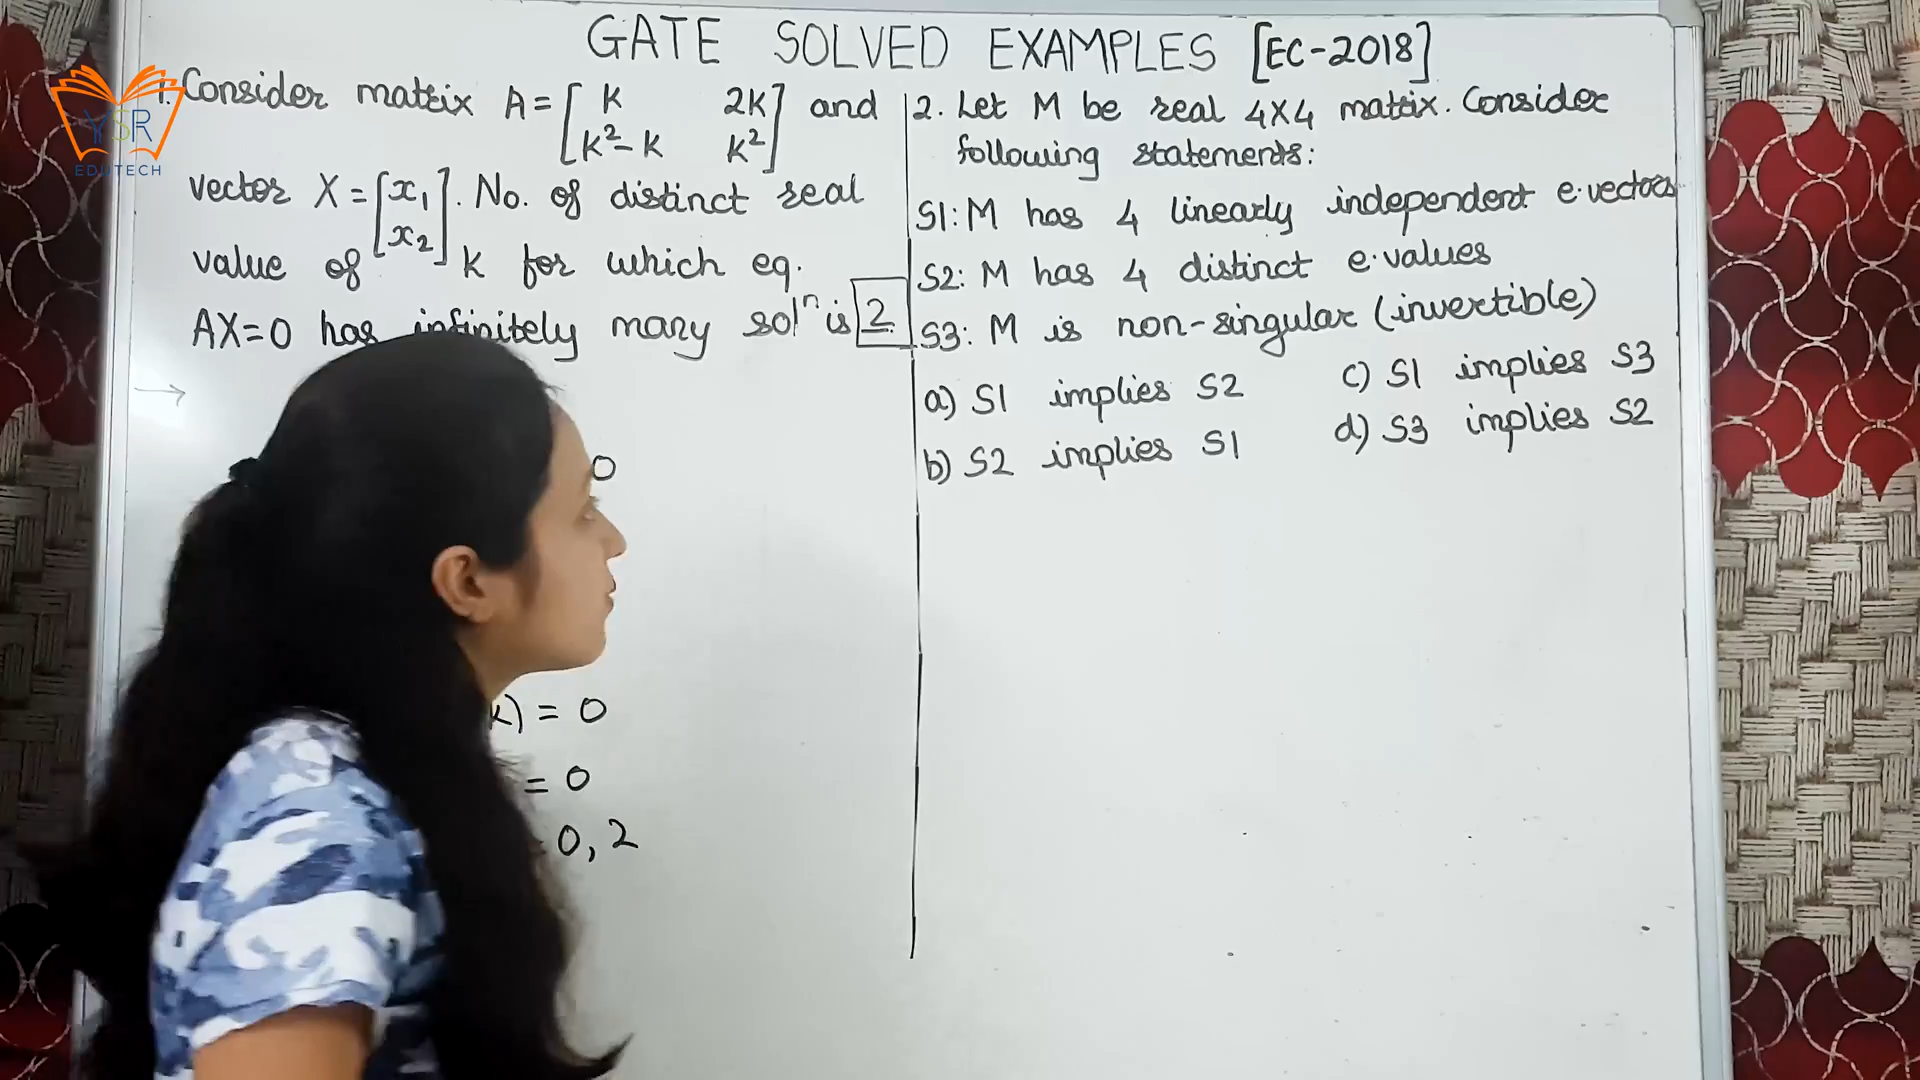 GATE SOLVED EXAMPLES [EC-2018]
1. Consider matrix A = [K 2K and
K²-K K²]
vector X = [x₁ . No. of distinct real
x₂]
value of K for which eq.
AX=0 has infinitely many solⁿ is 2
→
0
K) = 0
= 0
0, 2
2. Let M be real 4X4 matrix. Consider
following statements:
S1: M has 4 linearly independent e.vectors
S2: M has 4 distinct e.values
S3: M is non-singular (invertible)
a) S1 implies S2 c) S1 implies S3
b) S2 implies S1 d) S3 implies S2
YSR
EDUTECH